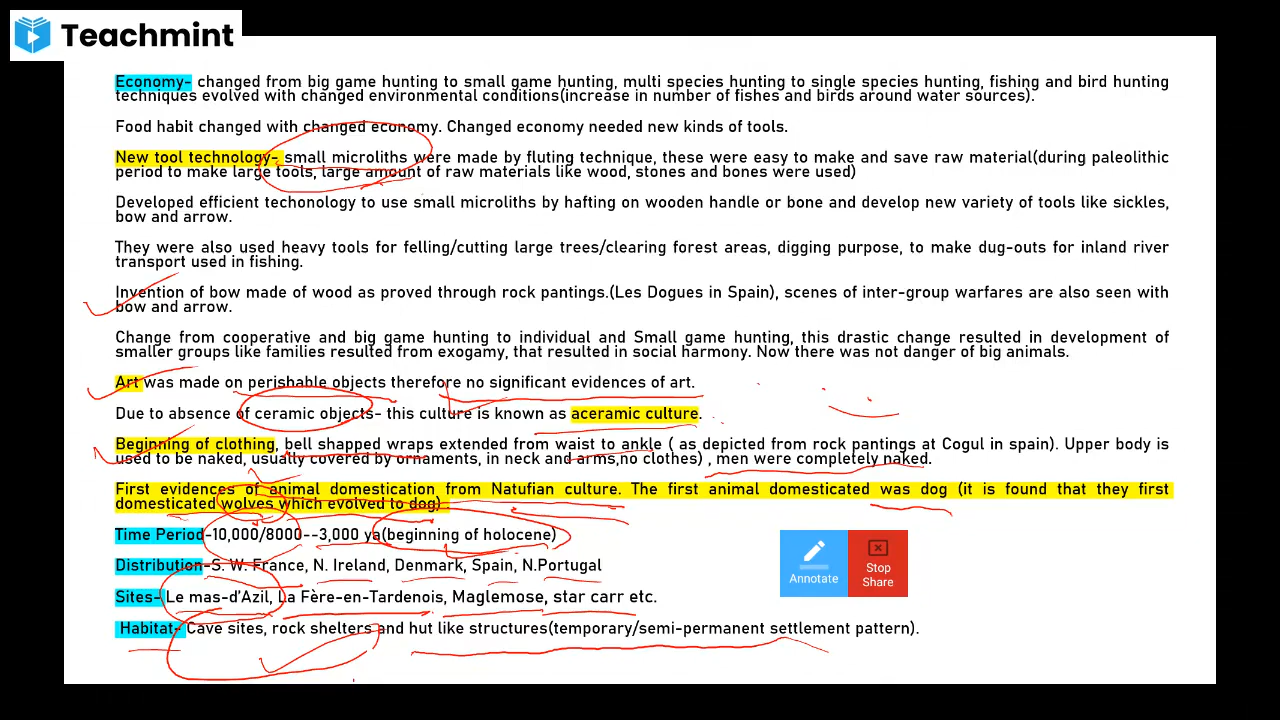 Teachmint
Economy- changed from big game hunting to small game hunting, multi species hunting to single species hunting, fishing and bird hunting
techniques evolved with changed environmental conditions(increase in number of fishes and birds around water sources).
Food habit changed with changed economy. Changed economy needed new kinds of tools.
New tool technology- small microliths were made by fluting technique, these were easy to make and save raw material(during paleolithic
period to make large tools, large amount of raw materials like wood, stones and bones were used)
Developed efficient techonology to use small microliths by hafting on wooden handle or bone and develop new variety of tools like sickles,
bow and arrow.
They were also used heavy tools for felling/cutting large trees/clearing forest areas, digging purpose, to make dug-outs for inland river
transport used in fishing.
Invention of bow made of wood as proved through rock pantings.(Les Dogues in Spain), scenes of inter-group warfares are also seen with
bow and arrow.
Change from cooperative and big game hunting to individual and Small game hunting, this drastic change resulted in development of
smaller groups like families resulted from exogamy, that resulted in social harmony. Now there was not danger of big animals.
Art was made on perishable objects therefore no significant evidences of art.
Due to absence of ceramic objects- this culture is known as aceramic culture.
Beginning of clothing, bell shapped wraps extended from waist to ankle ( as depicted from rock pantings at Cogul in spain). Upper body is
used to be naked, usually covered by ornaments, in neck and arms,no clothes) , men were completely naked.
First evidences of animal domestication from Natufian culture. The first animal domesticated was dog (it is found that they first
domesticated wolves which evolved to dog) .
Time Period-10,000/8000--3,000 ya(beginning of holocene)
Distribution-S. W. France, N. Ireland, Denmark, Spain, N.Portugal
Sites- Le mas-d'Azil, La Fère-en-Tardenois, Maglemose, star carr etc.
Habitat- Cave sites, rock shelters and hut like structures(temporary/semi-permanent settlement pattern).
Annotate
Stop
Share